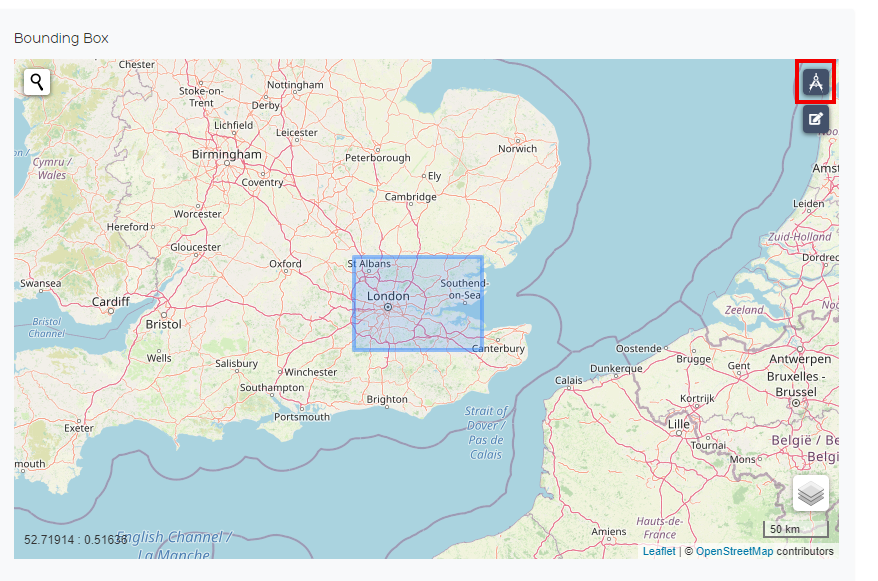 Bounding Box
Chester
Nottingham
Stoke-on-
Trent
Derby
Lichfield
Leicester
Birmingham
Coventry
Peterborough
Norwich
Ely
Cambridge
Cymru /
Wales
Worcester
Hereford
Gloucester
Oxford
St Albans
London
Southend-
on-Sea
Canterbury
Swansea
Cardiff
Bristol
Bristol
Channel
Wells
Salisbury
Winchester
Southampton
Portsmouth
Brighton
Exeter
mouth
Strait of
Dover /
Pas de
Calais
Calais
Dunkerque
Oostende
Brugge
Gent
Antwerpen
Bruxelles -
Brussel
Kortrijk
Lille
Tournai
Mons
België / Be
Belgi
Amst
Leiden
Zuid-Holland
Dordrec
Zeeland
Noo
Amiens
Hauts-de-
France
English Channel /
La Manche
52.71914 : 0.51636
50 km
Leaflet | © OpenStreetMap contributors